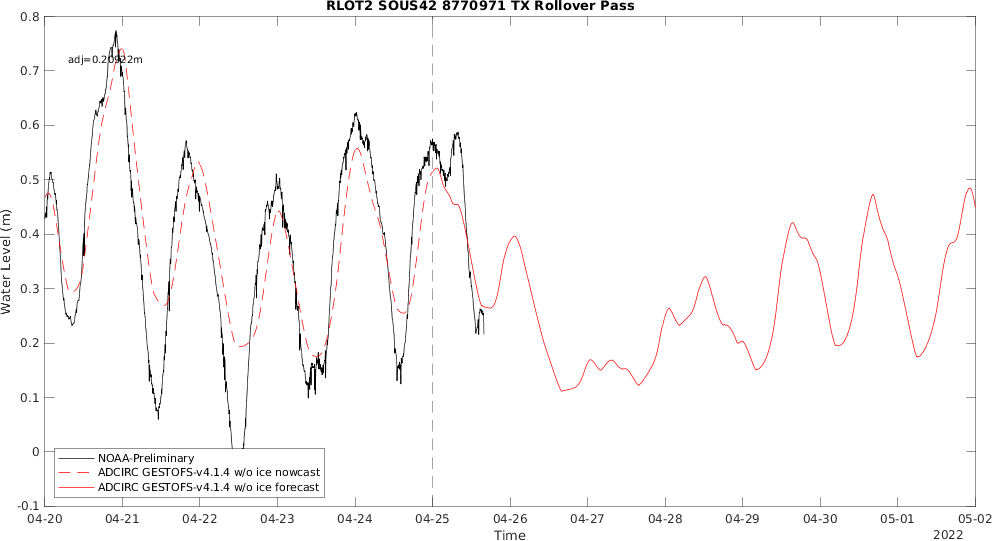 RLOT2 SOUS42 8770971 TX Rollover Pass
adj=0.20922m
0.8
0.7
0.6
0.5
0.4
0.3
0.2
0.1
0
-0.1
Water Level (m)
NOAA-Preliminary
ADCIRC GESTOFS-v4.1.4 w/o ice nowcast
ADCIRC GESTOFS-v4.1.4 w/o ice forecast
04-20 04-21 04-22 04-23 04-24 04-25 04-26 04-27 04-28 04-29 04-30 05-01 05-02
Time
2022